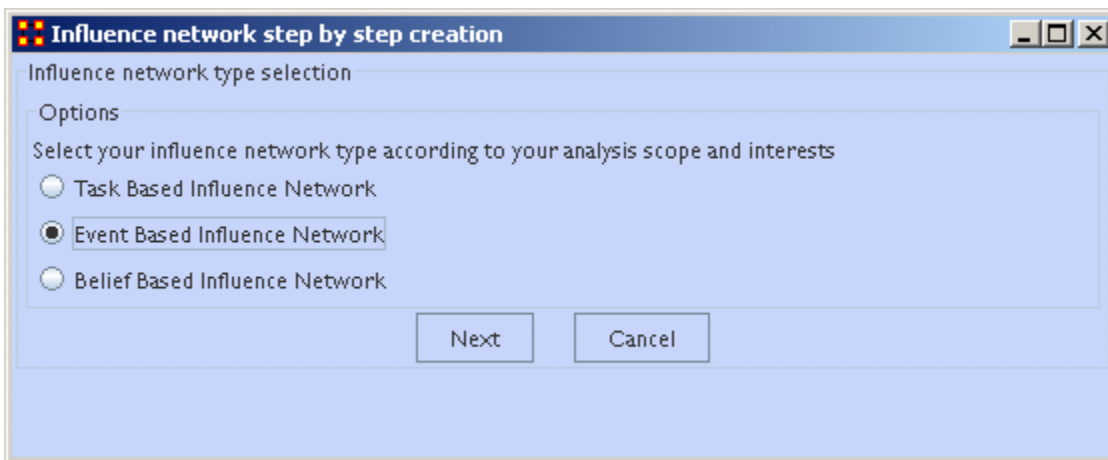 Influence network step by step creation
Influence network type selection
Options
Select your influence network type according to your analysis scope and interests
Task Based Influence Network
Event Based Influence Network
Belief Based Influence Network
Next Cancel